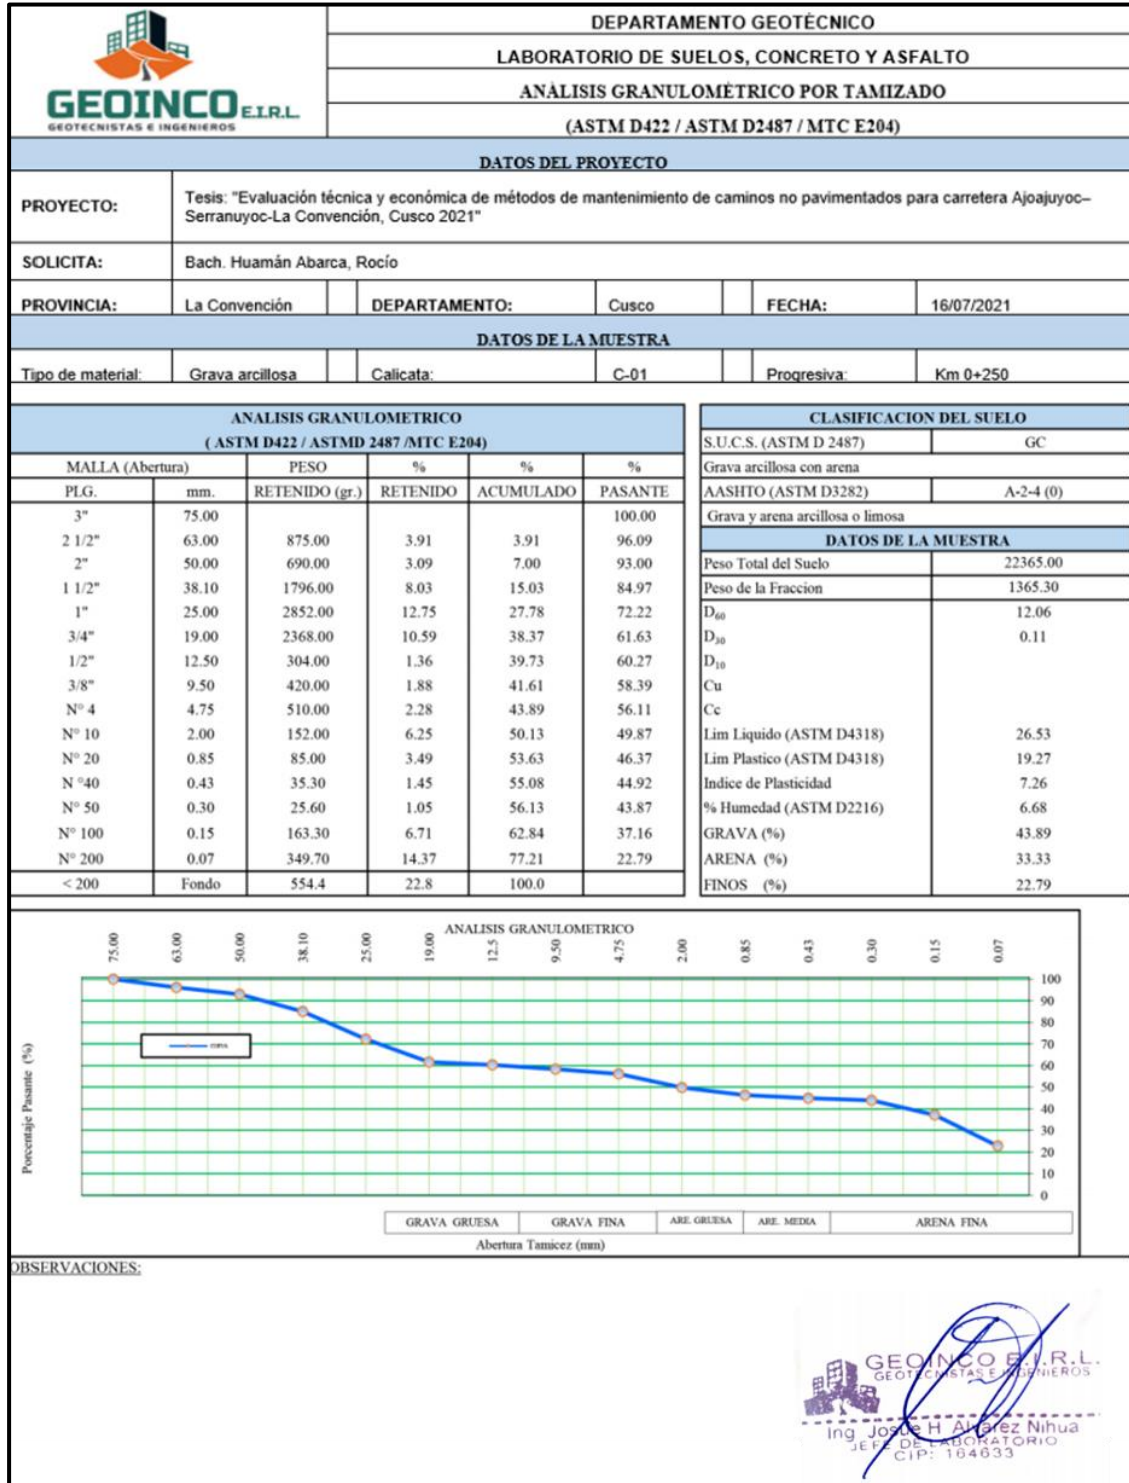 GEOINCO E.I.R.L.
GEOTECNISTAS E INGENIEROS
DEPARTAMENTO GEOTÉCNICO
LABORATORIO DE SUELOS, CONCRETO Y ASFALTO
ANÀLISIS GRANULOMÉTRICO POR TAMIZADO
(ASTM D422 / ASTM D2487 / MTC E204)
DATOS DEL PROYECTO
PROYECTO: Tesis: "Evaluación técnica y económica de métodos de mantenimiento de caminos no pavimentados para carretera Ajoajuyoc–
Serranuyoc-La Convención, Cusco 2021"
SOLICITA: Bach. Huamán Abarca, Rocío
PROVINCIA: La Convención DEPARTAMENTO: Cusco FECHA: 16/07/2021
DATOS DE LA MUESTRA
Tipo de material: Grava arcillosa Calicata: C-01 Progresiva: Km 0+250
ANALISIS GRANULOMETRICO
( ASTM D422 / ASTMD 2487 /MTC E204)
MALLA (Abertura) PESO % % %
PLG. mm. RETENIDO (gr.) RETENIDO ACUMULADO PASANTE
3" 75.00 100.00
2 1/2" 63.00 875.00 3.91 3.91 96.09
2" 50.00 690.00 3.09 7.00 93.00
1 1/2" 38.10 1796.00 8.03 15.03 84.97
1" 25.00 2852.00 12.75 27.78 72.22
3/4" 19.00 2368.00 10.59 38.37 61.63
1/2" 12.50 304.00 1.36 39.73 60.27
3/8" 9.50 420.00 1.88 41.61 58.39
N° 4 4.75 510.00 2.28 43.89 56.11
N° 10 2.00 152.00 6.25 50.13 49.87
N° 20 0.85 85.00 3.49 53.63 46.37
N °40 0.43 35.30 1.45 55.08 44.92
N° 50 0.30 25.60 1.05 56.13 43.87
N° 100 0.15 163.30 6.71 62.84 37.16
N° 200 0.07 349.70 14.37 77.21 22.79
< 200 Fondo 554.4 22.8 100.0
CLASIFICACION DEL SUELO
S.U.C.S. (ASTM D 2487) GC
Grava arcillosa con arena
AASHTO (ASTM D3282) A-2-4 (0)
Grava y arena arcillosa o limosa
DATOS DE LA MUESTRA
Peso Total del Suelo 22365.00
Peso de la Fraccion 1365.30
D60 12.06
D30 0.11
D10
Cu
Cc
Lim Liquido (ASTM D4318) 26.53
Lim Plastico (ASTM D4318) 19.27
Indice de Plasticidad 7.26
% Humedad (ASTM D2216) 6.68
GRAVA (%) 43.89
ARENA (%) 33.33
FINOS (%) 22.79
ANALISIS GRANULOMETRICO
75.00 63.00 50.00 38.10 25.00 19.00 12.5 9.50 4.75 2.00 0.85 0.43 0.30 0.15 0.07
Porcentaje Pasante (%)
100
90
80
70
60
50
40
30
20
10
0
GRAVA GRUESA GRAVA FINA ARE. GRUESA ARE. MEDIA ARENA FINA
Abertura Tamicez (mm)
OBSERVACIONES:
GEOINCO E.I.R.L.
GEOTECNISTAS E INGENIEROS
Ing Josue H Alvarez Nihua
JEFE DE LABORATORIO
CIP: 164633